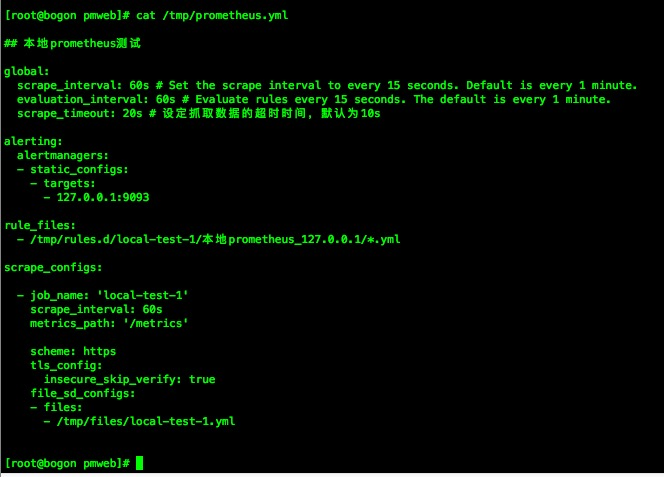 [root@bogon pmweb]# cat /tmp/prometheus.yml
## 本地prometheus测试
global:
scrape_interval: 60s # Set the scrape interval to every 15 seconds. Default is every 1 minute.
evaluation_interval: 60s # Evaluate rules every 15 seconds. The default is every 1 minute.
scrape_timeout: 20s # 设定抓取数据的超时时间, 默认为10s
alerting:
alertmanagers:
- static_configs:
- targets:
- 127.0.0.1:9093
rule_files:
- /tmp/rules.d/local-test-1/本地prometheus_127.0.0.1/*.yml
scrape_configs:
- job_name: 'local-test-1'
scrape_interval: 60s
metrics_path: '/metrics'
scheme: https
tls_config:
insecure_skip_verify: true
file_sd_configs:
- files:
- /tmp/files/local-test-1.yml
[root@bogon pmweb]#